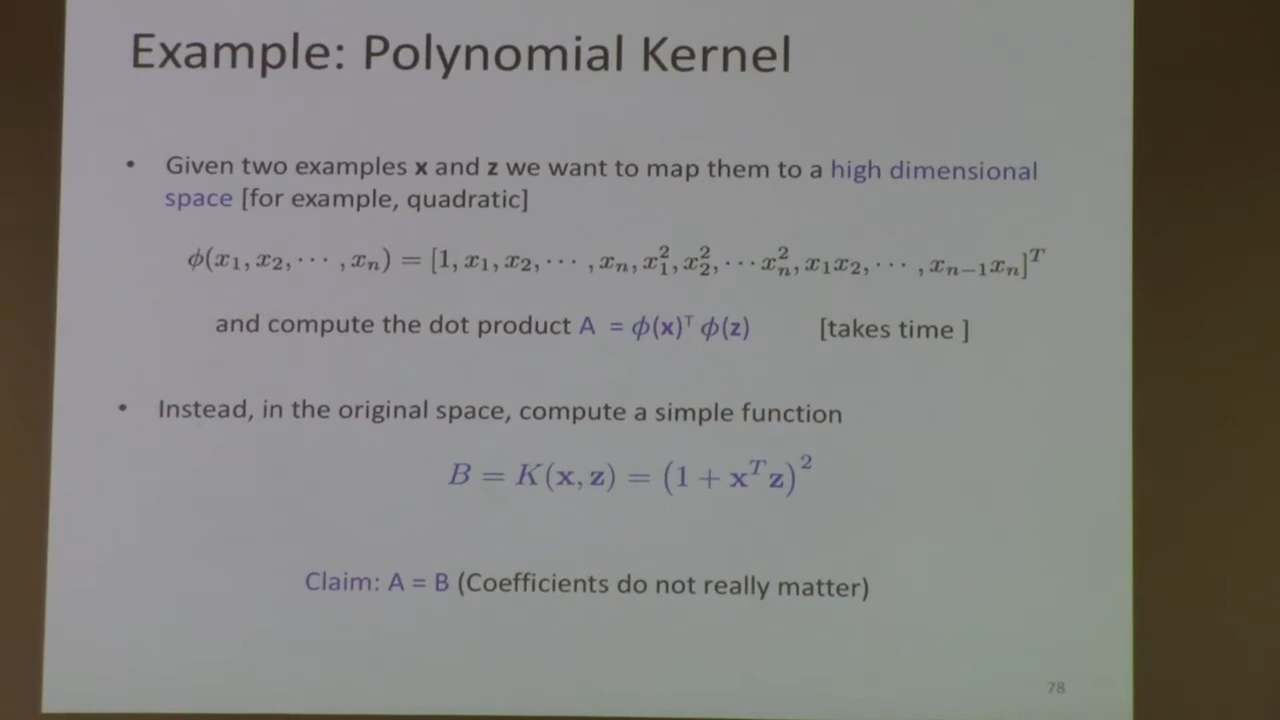 Example: Polynomial Kernel
• Given two examples x and z we want to map them to a high dimensional
space [for example, quadratic]
ϕ(x₁, x₂, ⋯ , xₙ) = [1, x₁, x₂, ⋯ , xₙ, x₁², x₂², ⋯ xₙ², x₁x₂, ⋯ , xₙ₋₁xₙ]ᵀ
and compute the dot product A = ϕ(x)ᵀ ϕ(z) [takes time ]
• Instead, in the original space, compute a simple function
B = K(x, z) = (1 + xᵀz)²
Claim: A = B (Coefficients do not really matter)
78